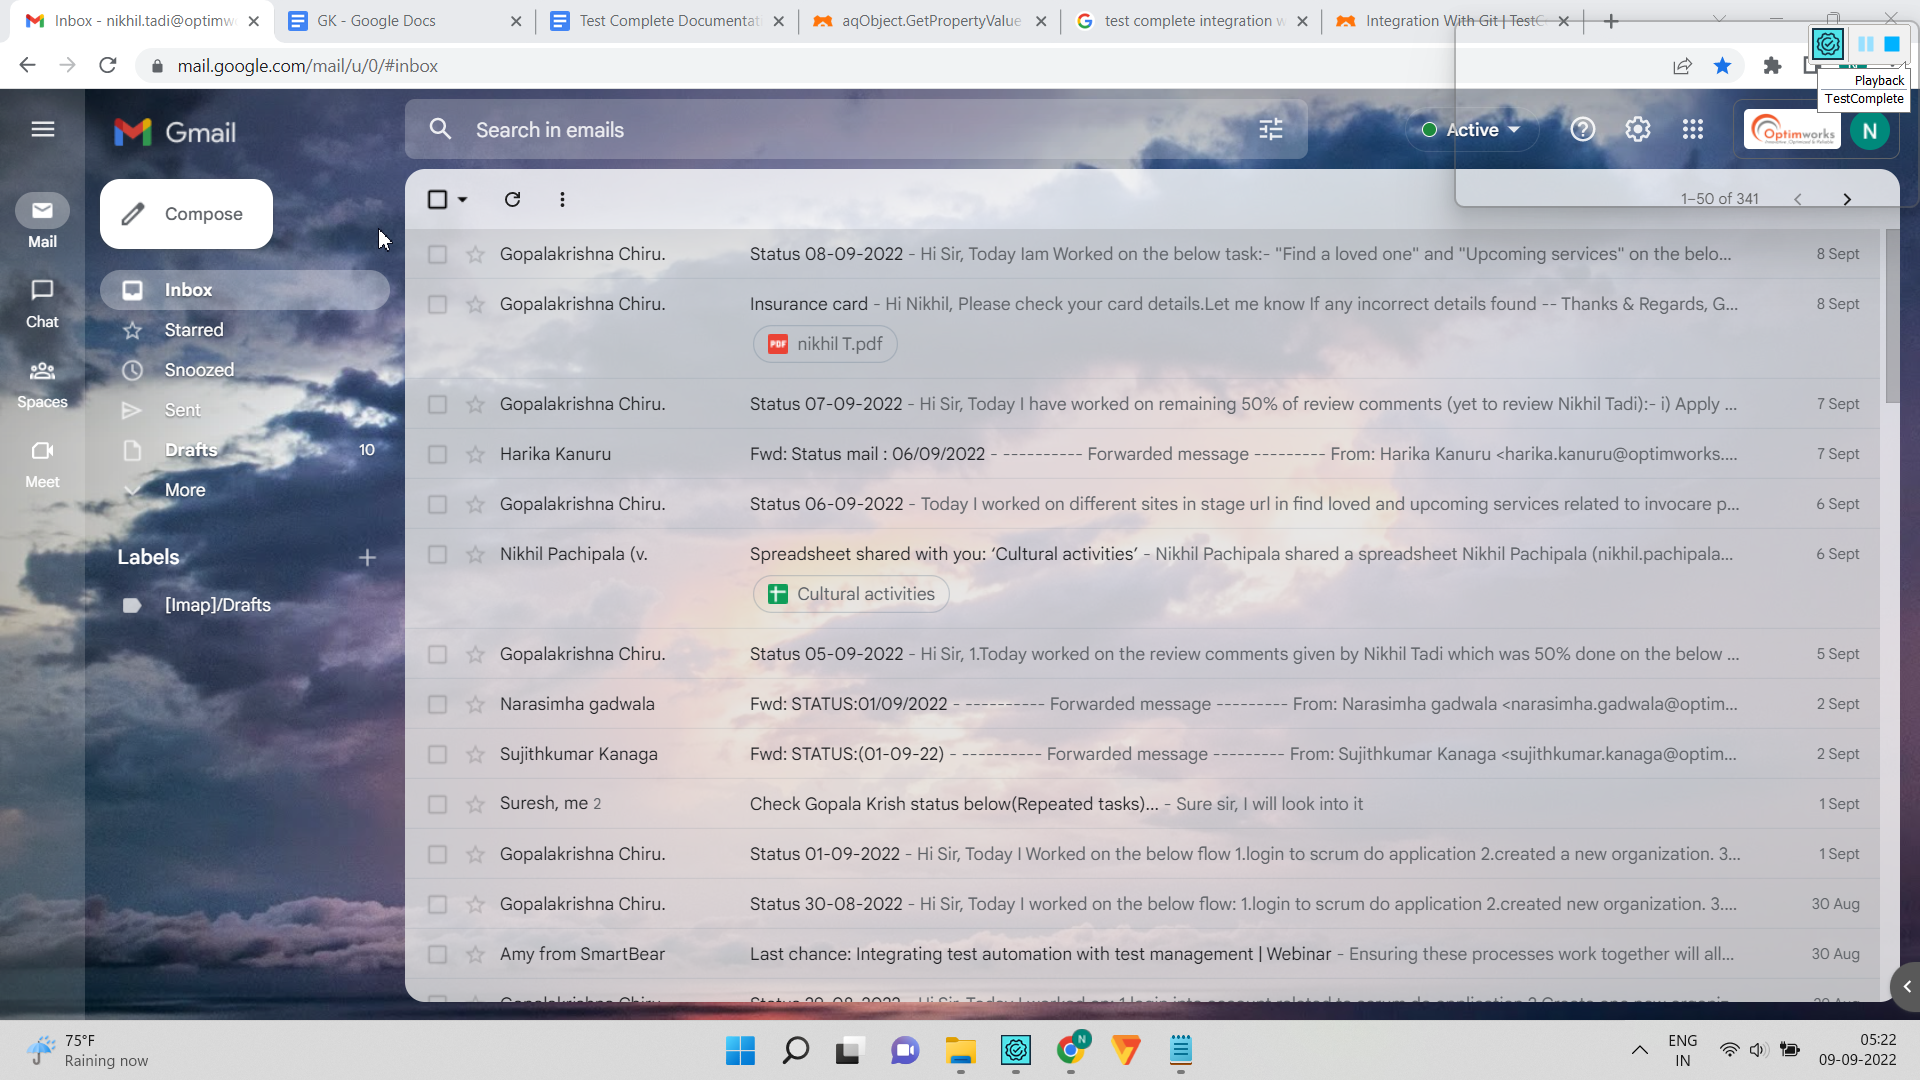 Inbox - nikhil.tadi@optimw
GK - Google Docs
Test Complete Documentat
aqObject.GetPropertyValue
test complete integration w
Integration With Git | TestC
mail.google.com/mail/u/0/#inbox
Playback
TestComplete
Gmail
Search in emails
Active
Optimworks
N
Compose
1–50 of 341
Mail
Chat
Spaces
Meet
Inbox
Starred
Snoozed
Sent
Drafts 10
More
Labels
[Imap]/Drafts
Gopalakrishna Chiru. Status 08-09-2022 - Hi Sir, Today Iam Worked on the below task:- "Find a loved one" and "Upcoming services" on the belo... 8 Sept
Gopalakrishna Chiru. Insurance card - Hi Nikhil, Please check your card details.Let me know If any incorrect details found -- Thanks & Regards, G... 8 Sept
PDF nikhil T.pdf
Gopalakrishna Chiru. Status 07-09-2022 - Hi Sir, Today I have worked on remaining 50% of review comments (yet to review Nikhil Tadi):- i) Apply ... 7 Sept
Harika Kanuru Fwd: Status mail : 06/09/2022 - ---------- Forwarded message --------- From: Harika Kanuru <harika.kanuru@optimworks.... 7 Sept
Gopalakrishna Chiru. Status 06-09-2022 - Today I worked on different sites in stage url in find loved and upcoming services related to invocare p... 6 Sept
Nikhil Pachipala (v. Spreadsheet shared with you: ‘Cultural activities’ - Nikhil Pachipala shared a spreadsheet Nikhil Pachipala (nikhil.pachipala... 6 Sept
Cultural activities
Gopalakrishna Chiru. Status 05-09-2022 - Hi Sir, 1.Today worked on the review comments given by Nikhil Tadi which was 50% done on the below ... 5 Sept
Narasimha gadwala Fwd: STATUS:01/09/2022 - ---------- Forwarded message --------- From: Narasimha gadwala <narasimha.gadwala@optim... 2 Sept
Sujithkumar Kanaga Fwd: STATUS:(01-09-22) - ---------- Forwarded message --------- From: Sujithkumar Kanaga <sujithkumar.kanaga@optim... 2 Sept
Suresh, me 2 Check Gopala Krish status below(Repeated tasks)... - Sure sir, I will look into it 1 Sept
Gopalakrishna Chiru. Status 01-09-2022 - Hi Sir, Today I Worked on the below flow 1.login to scrum do application 2.created a new organization. 3... 1 Sept
Gopalakrishna Chiru. Status 30-08-2022 - Hi Sir, Today I worked on the below flow: 1.login to scrum do application 2.created new organization. 3.... 30 Aug
Amy from SmartBear Last chance: Integrating test automation with test management | Webinar - Ensuring these processes work together will all... 30 Aug
75°F
Raining now
N
ENG
IN
05:22
09-09-2022